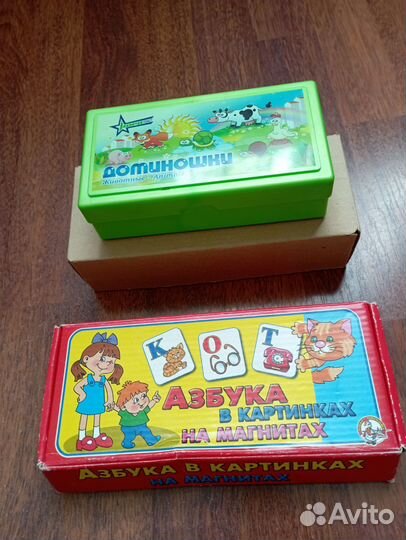 ДОМИНОШКИ
Животные
К О Т
АЗБУКА
В КАРТИНКАХ
НА МАГНИТАХ
АЗБУКА В КАРТИНКАХ
НА МАГНИТАХ
Avito